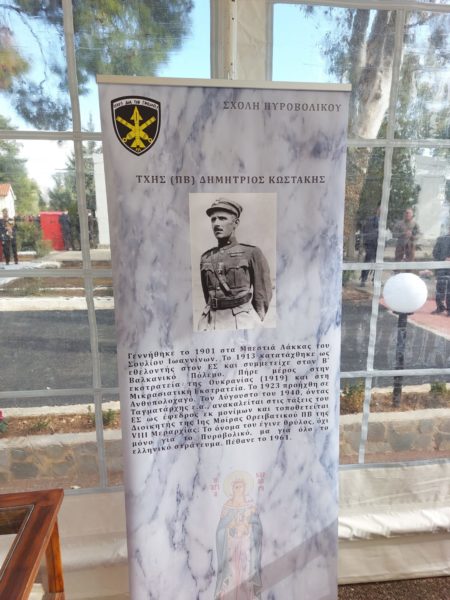 ΣΧΟΛΗ ΠΥΡΟΒΟΛΙΚΟΥ
ΤΧΗΣ (ΠΒ) ΔΗΜΗΤΡΙΟΣ ΚΩΣΤΑΚΗΣ
Γεννήθηκε το 1901 στα Μπεστιά Λάκκας του
Σουλίου Ιωαννίνων. Το 1913 κατατάχθηκε ως
εθελοντής στον ΕΣ και συμμετείχε στον Β'
Βαλκανικό Πόλεμο. Πήρε μέρος στην
εκστρατεία της Ουκρανίας (1919) και στη
Μικρασιατική Εκστρατεία. Το 1923 προήχθη σε
Ανθυπολοχαγό. Τον Αύγουστο του 1940, όντας
Ταγματάρχης ε.α., ανακαλείται στις τάξεις του
ΕΣ ως έφεδρος εκ μονίμων και τοποθετείται
Διοικητής της Ιης Μοίρας Ορειβατικού ΠΒ της
VIII Μεραρχίας. Το όνομα του έγινε θρύλος, όχι
μόνο για το Πυροβολικό, μα για όλο το
ελληνικό στράτευμα. Πέθανε το 1961.